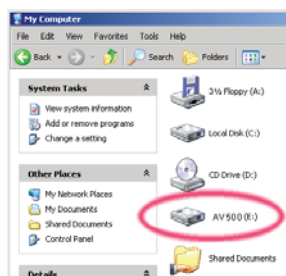 My Computer
File Edit View Favorites Tools Help
Back Search Folders
System Tasks
View system information
Add or remove programs
Change a setting
Other Places
My Network Places
My Documents
Shared Documents
Control Panel
Details
3½ Floppy (A:)
Local Disk (C:)
CD Drive (D:)
AV500 (E:)
Shared Documents